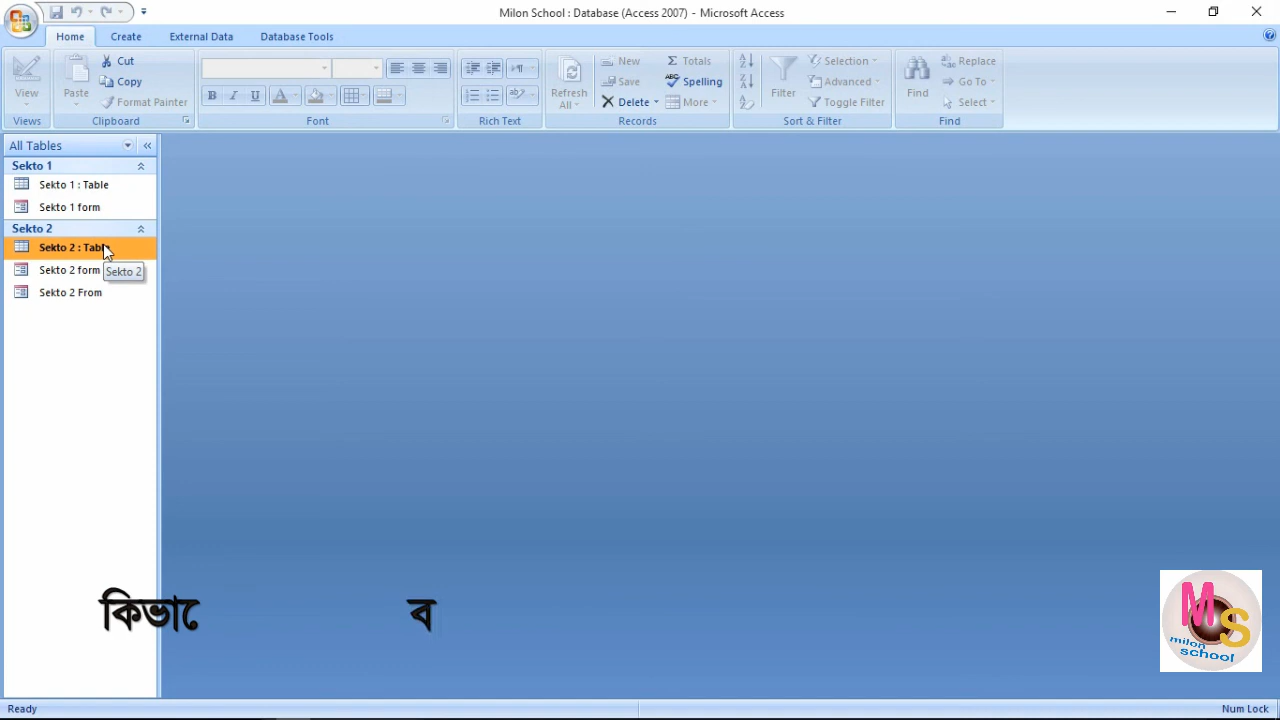 Milon School : Database (Access 2007) - Microsoft Access
Home Create External Data Database Tools
View Paste Cut Copy Format Painter
Refresh All New Save Delete Totals Spelling More
Filter Selection Advanced Toggle Filter
Find Replace Go To Select
Views Clipboard Font Rich Text Records Sort & Filter Find
All Tables
Sekto 1
Sekto 1 : Table
Sekto 1 form
Sekto 2
Sekto 2 : Table
Sekto 2 form
Sekto 2
Sekto 2 From
কিভাবে ব
MS
milon
school
Ready Num Lock